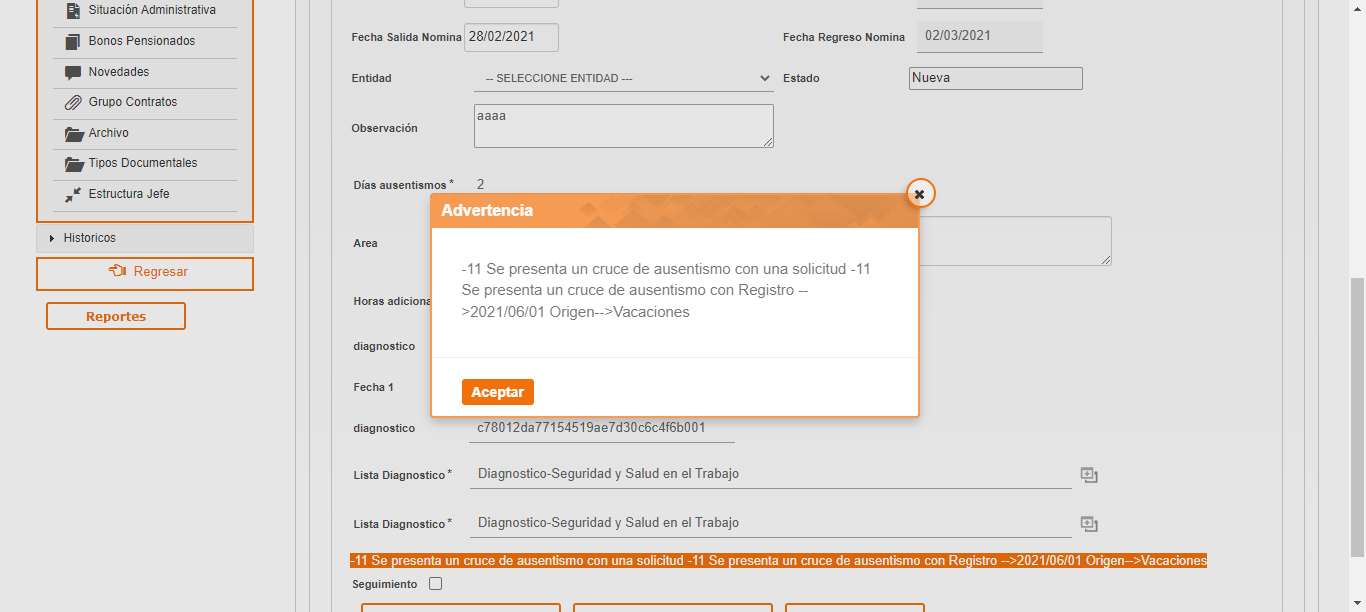 Situación Administrativa
Bonos Pensionados
Novedades
Grupo Contratos
Archivo
Tipos Documentales
Estructura Jefe
Historicos
Regresar
Reportes
Fecha Salida Nomina 28/02/2021 Fecha Regreso Nomina 02/03/2021
Entidad -- SELECCIONE ENTIDAD --- Estado Nueva
Observación aaaa
Días ausentismos * 2
Advertencia
Area
-11 Se presenta un cruce de ausentismo con una solicitud -11
Se presenta un cruce de ausentismo con Registro --
>2021/06/01 Origen-->Vacaciones
Horas adiciona
diagnostico
Fecha 1
Aceptar
diagnostico c78012da77154519ae7d30c6c4f6b001
Lista Diagnostico * Diagnostico-Seguridad y Salud en el Trabajo
Lista Diagnostico * Diagnostico-Seguridad y Salud en el Trabajo
-11 Se presenta un cruce de ausentismo con una solicitud -11 Se presenta un cruce de ausentismo con Registro -->2021/06/01 Origen-->Vacaciones
Seguimiento